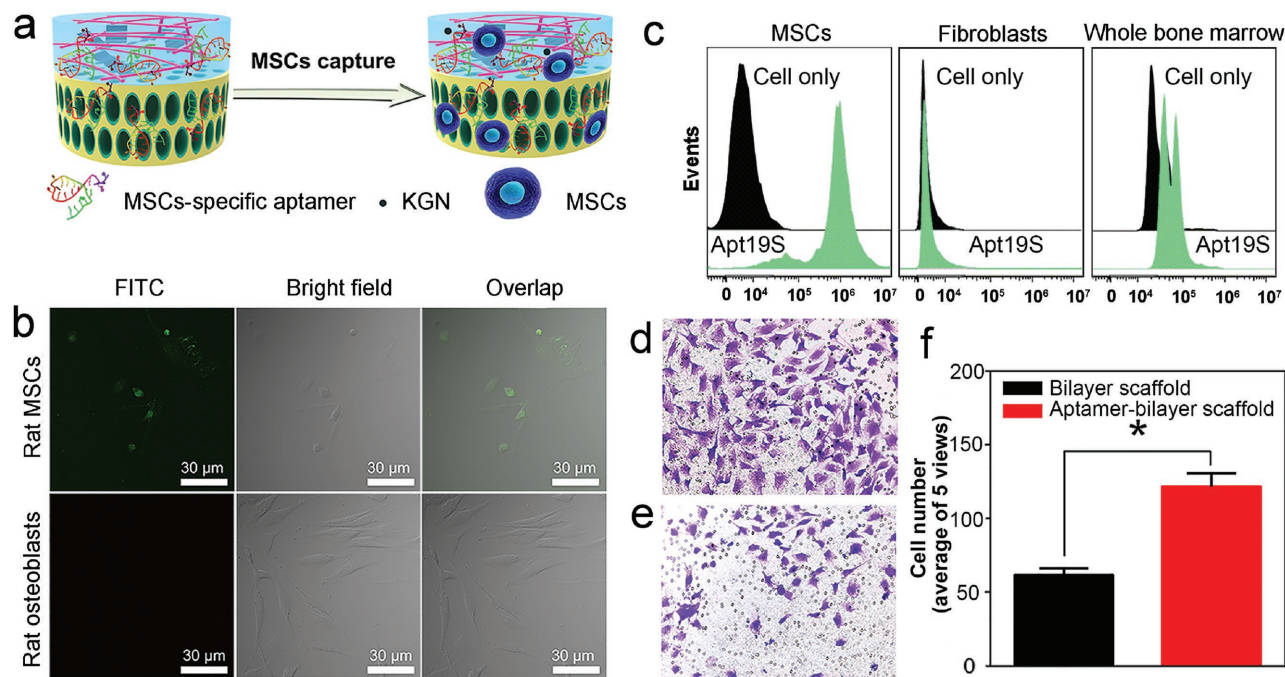 a
MSCs capture
MSCs-specific aptamer
KGN
MSCs
b
FITC
Bright field
Overlap
Rat MSCs
30 µm
30 µm
30 µm
Rat osteoblasts
30 µm
30 µm
30 µm
c
MSCs
Fibroblasts
Whole bone marrow
Events
Cell only
Cell only
Cell only
Apt19S
Apt19S
Apt19S
0 10⁴ 10⁵ 10⁶ 10⁷
0 10⁴ 10⁵ 10⁶ 10⁷
0 10⁴ 10⁵ 10⁶ 10⁷
d
e
f
Cell number
(average of 5 views)
200
150
100
50
0
Bilayer scaffold
Aptamer-bilayer scaffold
*